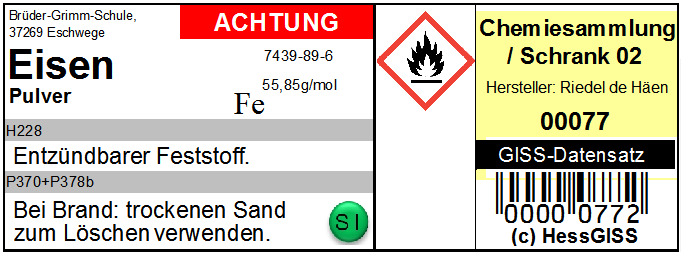 Brüder-Grimm-Schule,
37269 Eschwege
ACHTUNG
Eisen
Pulver
7439-89-6
55,85g/mol
Fe
H228
Entzündbarer Feststoff.
P370+P378b
Bei Brand: trockenen Sand
zum Löschen verwenden.
SI
Chemiesammlung
/ Schrank 02
Hersteller: Riedel de Häen
00077
GISS-Datensatz
0000 0772
(c) HessGISS